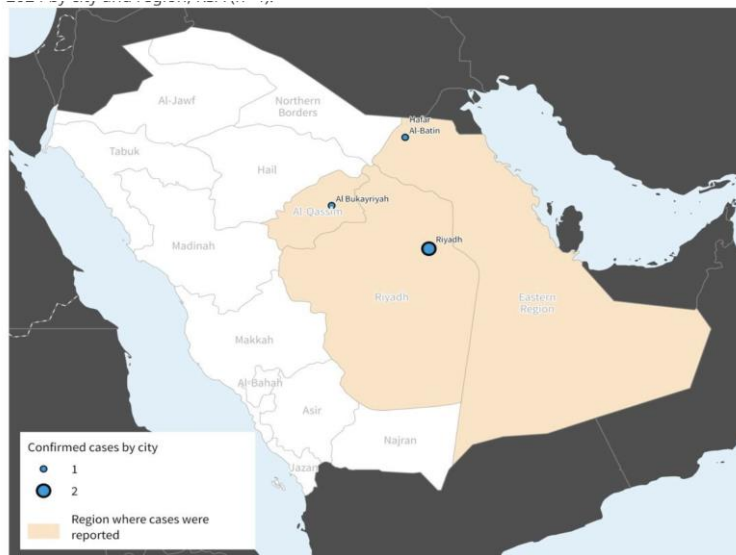 Al-Jawf
Northern
Borders
Tabuk
Hail
Hafar
Al-Batin
Al Bukayriyah
Al-Qassim
Madinah
Riyadh
Riyadh
Eastern
Region
Makkah
Al-Bahah
Asir
Najran
Jazan
Confirmed cases by city
1
2
Region where cases were
reported